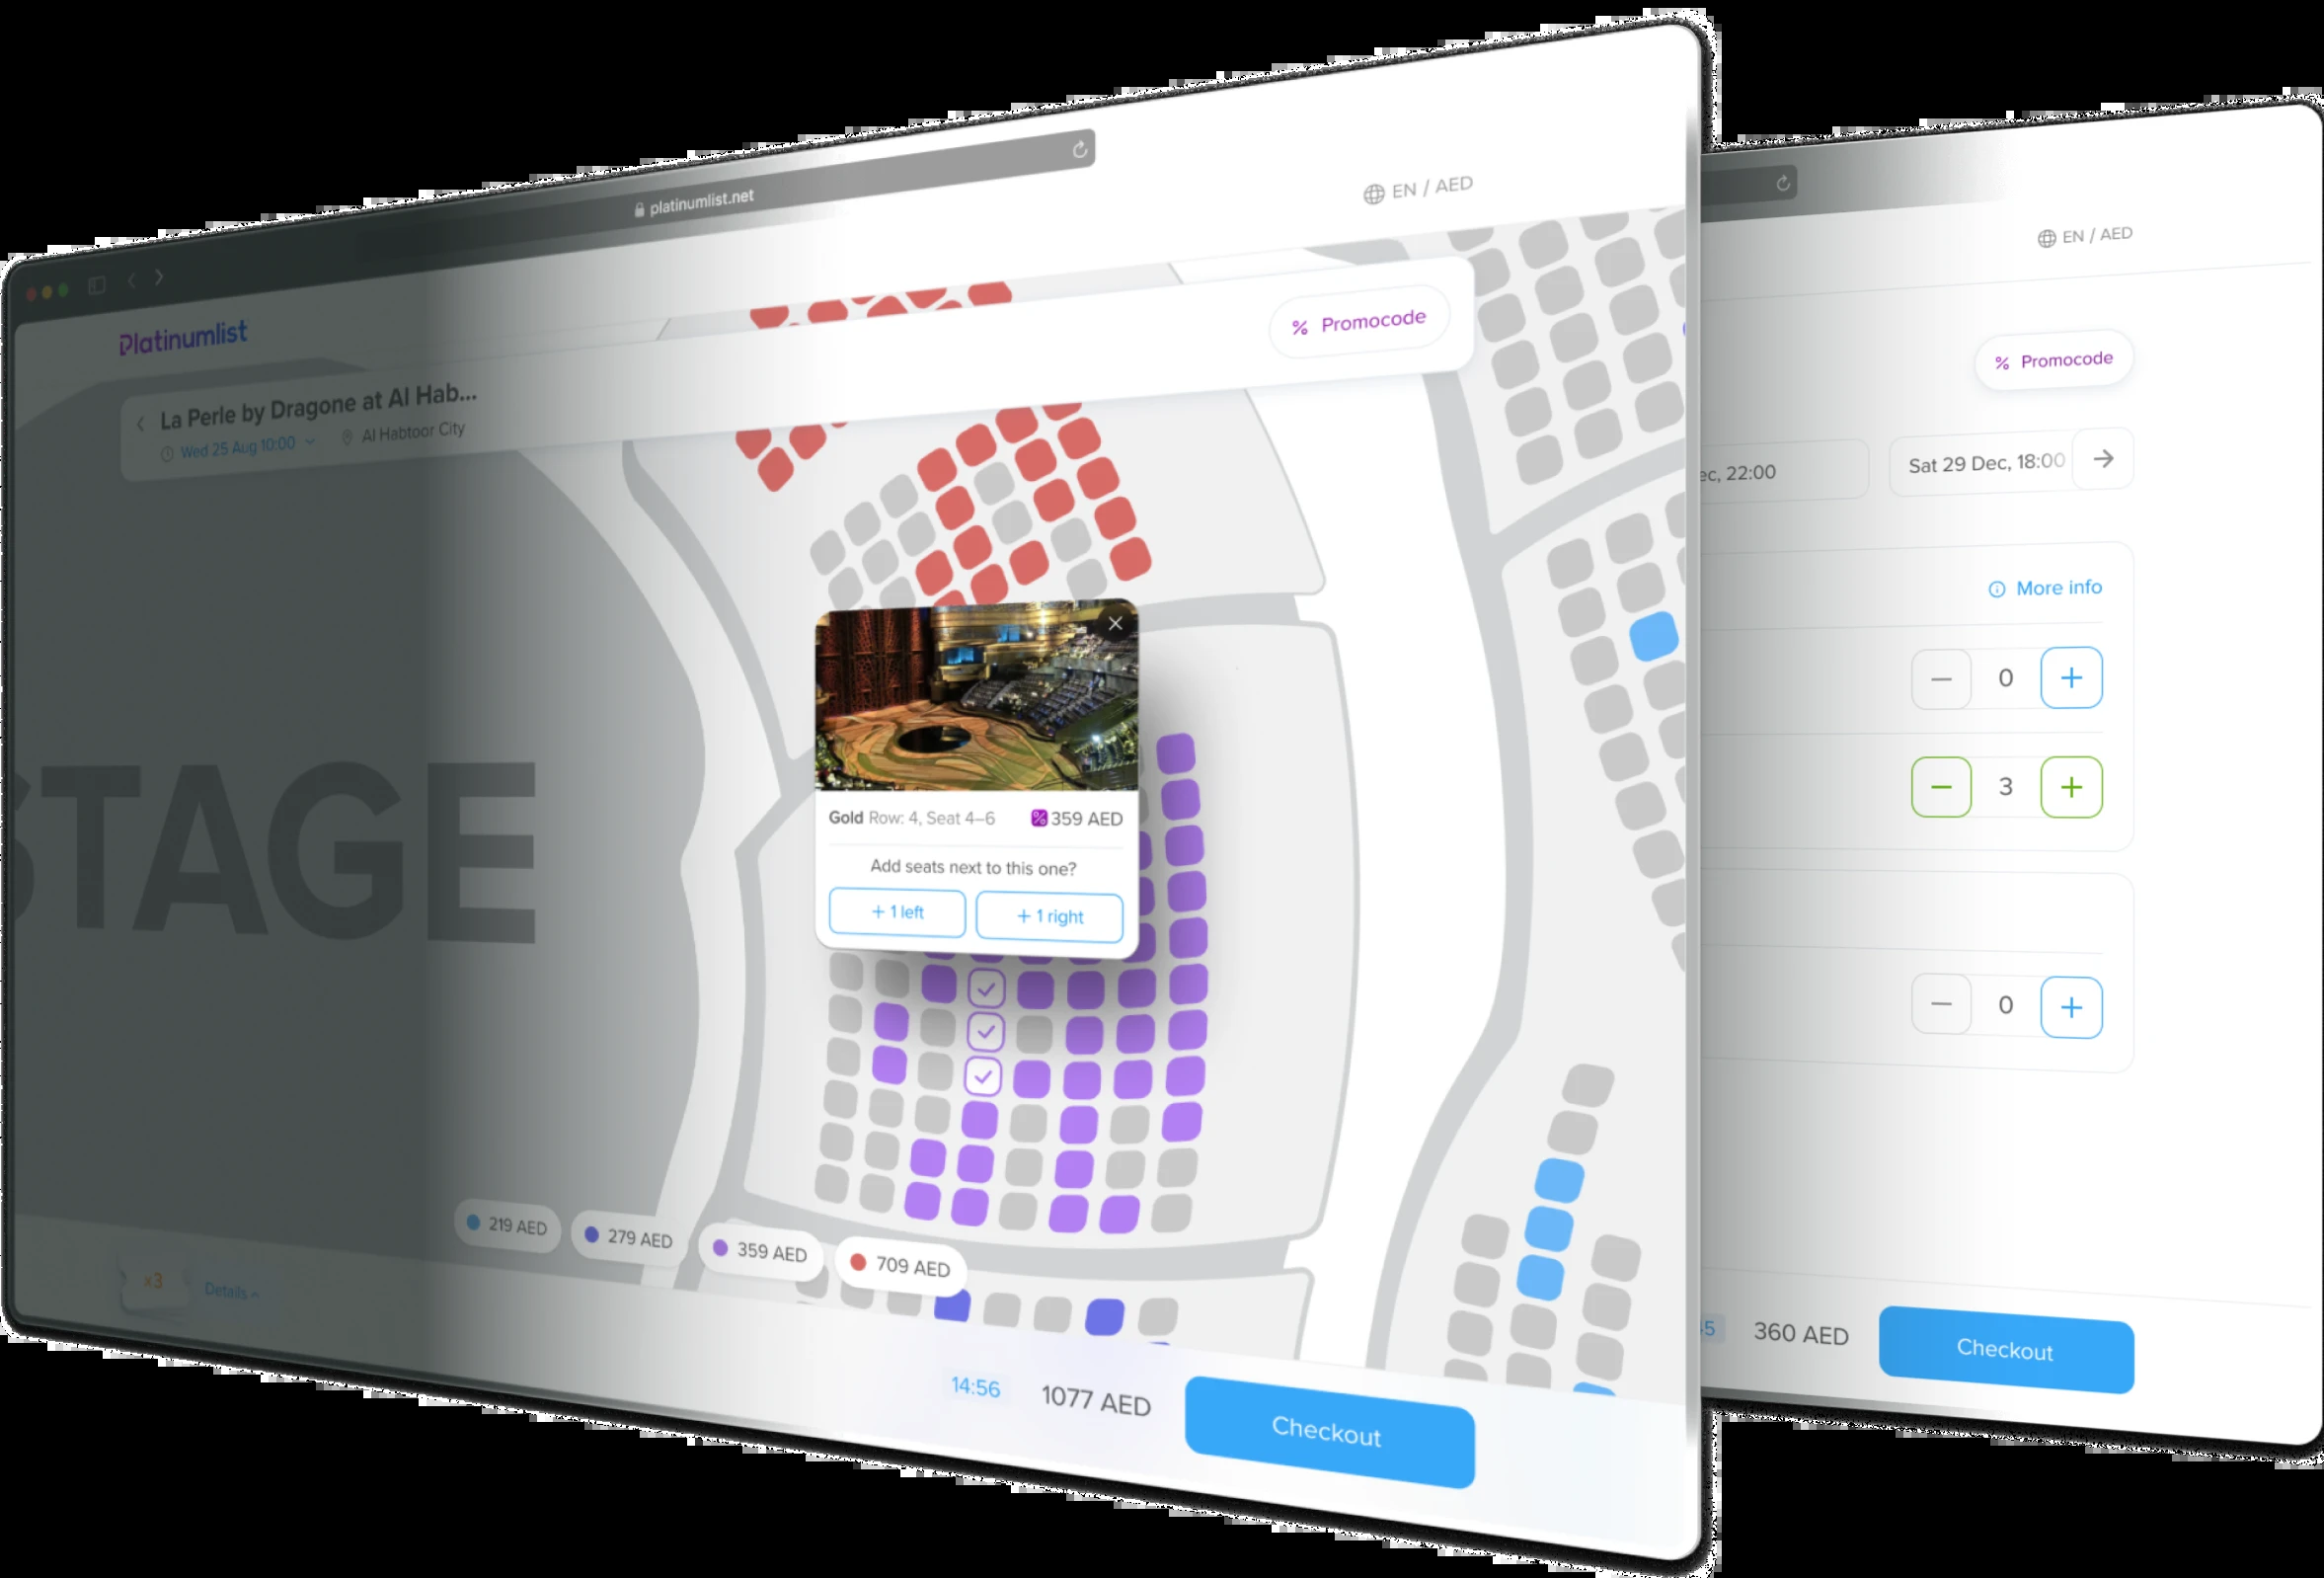 platinumlist.net
EN / AED
Platinumlist
% Promocode
La Perle by Dragone at Al Hab...
Wed 25 Aug 10:00
Al Habtoor City
STAGE
Gold Row: 4, Seat 4–6
359 AED
Add seats next to this one?
+ 1 left
+ 1 right
219 AED
279 AED
359 AED
709 AED
x3
Details
14:56
1077 AED
Checkout
EN / AED
% Promocode
ec, 22:00
Sat 29 Dec, 18:00
More info
0
3
0
360 AED
Checkout